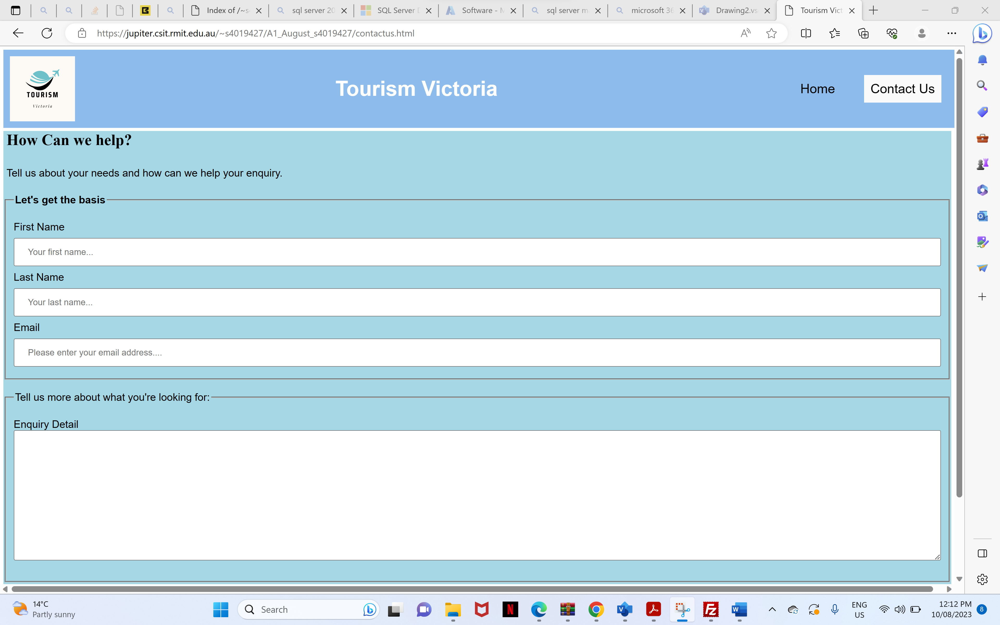 Index of /~s
sql server 20
SQL Server
Software -
sql server m
microsoft 36
Drawing2.vs
Tourism Vict
https://jupiter.csit.rmit.edu.au/~s4019427/A1_August_s4019427/contactus.html
TOURISM
Victoria
Tourism Victoria
Home
Contact Us
How Can we help?
Tell us about your needs and how can we help your enquiry.
Let's get the basis
First Name
Your first name...
Last Name
Your last name...
Email
Please enter your email address....
Tell us more about what you're looking for:
Enquiry Detail
14°C
Partly sunny
Search
ENG
US
12:12 PM
10/08/2023
8